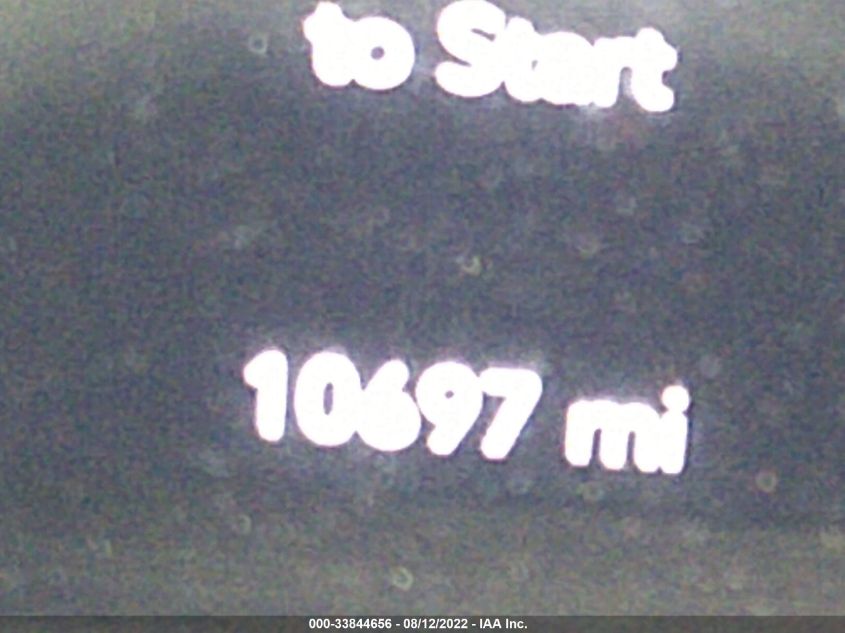 to Start
10697 mi
000-33844656 - 08/12/2022 - IAA Inc.